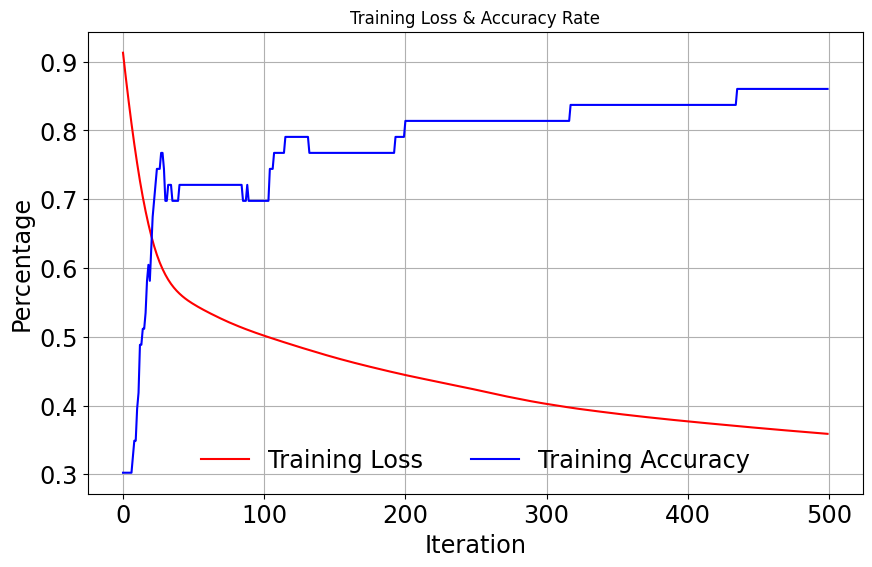 Training Loss & Accuracy Rate
Percentage
0.9
0.8
0.7
0.6
0.5
0.4
0.3
Training Loss
Training Accuracy
0 100 200 300 400 500
Iteration